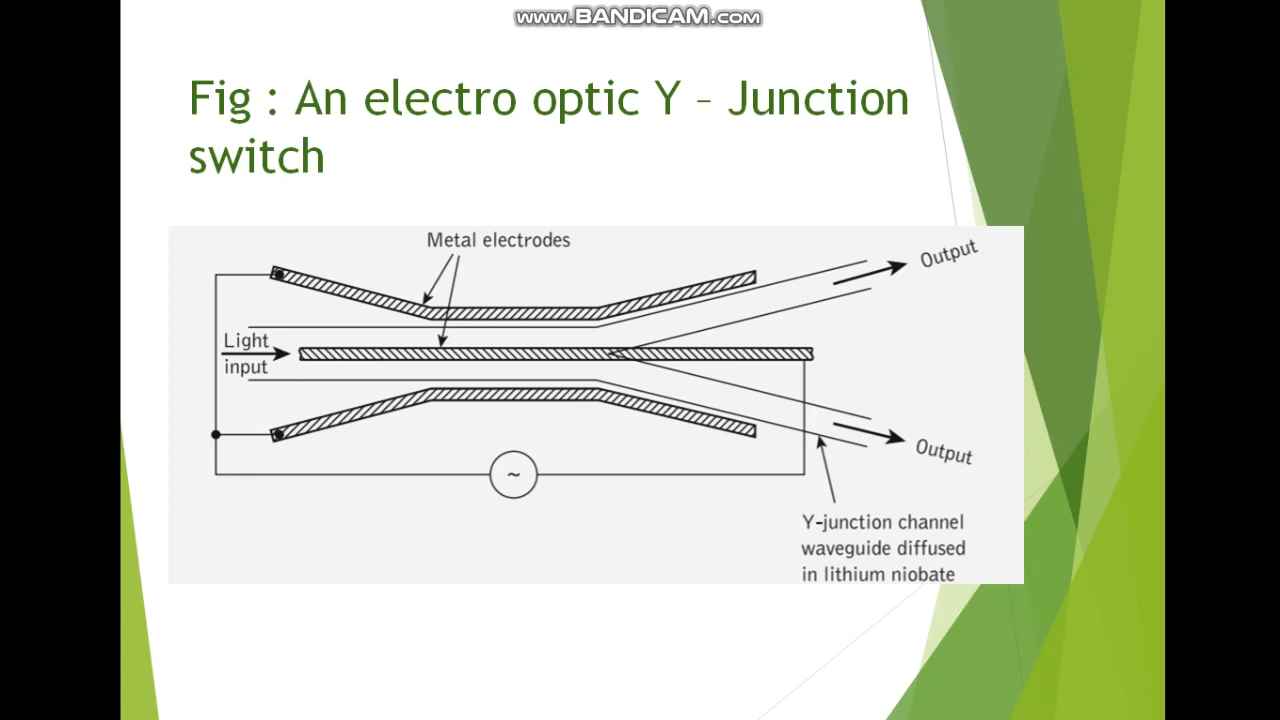 www.BANDICAM.com
Fig : An electro optic Y – Junction
switch
Metal electrodes
Output
Light
input
~
Output
Y-junction channel
waveguide diffused
in lithium niobate